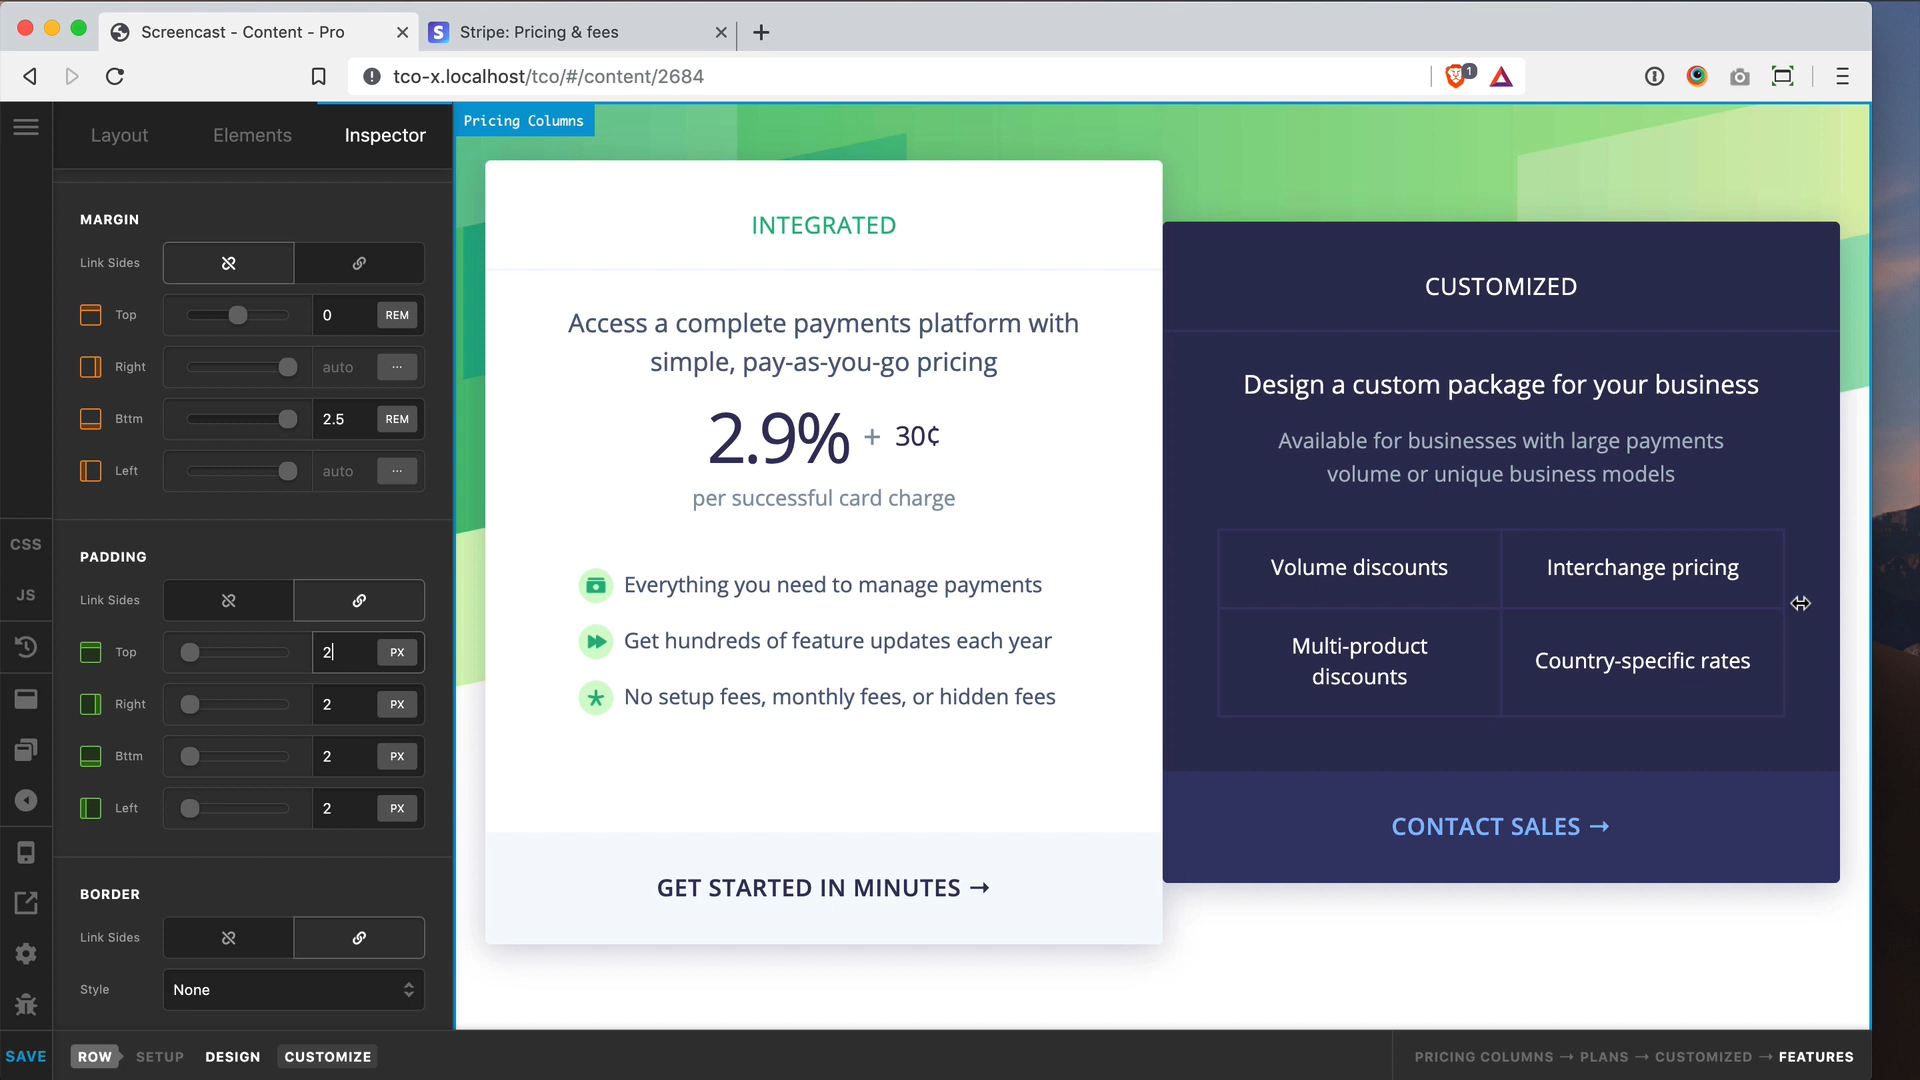 Screencast - Content - Pro
Stripe: Pricing & fees
tco-x.localhost/tco/#/content/2684
1
Layout
Elements
Inspector
Pricing Columns
MARGIN
Link Sides
Top
0
REM
Right
auto
...
Bttm
2.5
REM
Left
auto
...
CSS
JS
PADDING
Link Sides
Top
2
PX
Right
2
PX
Bttm
2
PX
Left
2
PX
BORDER
Link Sides
Style
None
INTEGRATED
Access a complete payments platform with
simple, pay-as-you-go pricing
2.9% + 30¢
per successful card charge
Everything you need to manage payments
Get hundreds of feature updates each year
No setup fees, monthly fees, or hidden fees
GET STARTED IN MINUTES →
CUSTOMIZED
Design a custom package for your business
Available for businesses with large payments
volume or unique business models
Volume discounts
Interchange pricing
Multi-product
discounts
Country-specific rates
CONTACT SALES →
SAVE
ROW
SETUP
DESIGN
CUSTOMIZE
PRICING COLUMNS → PLANS → CUSTOMIZED → FEATURES